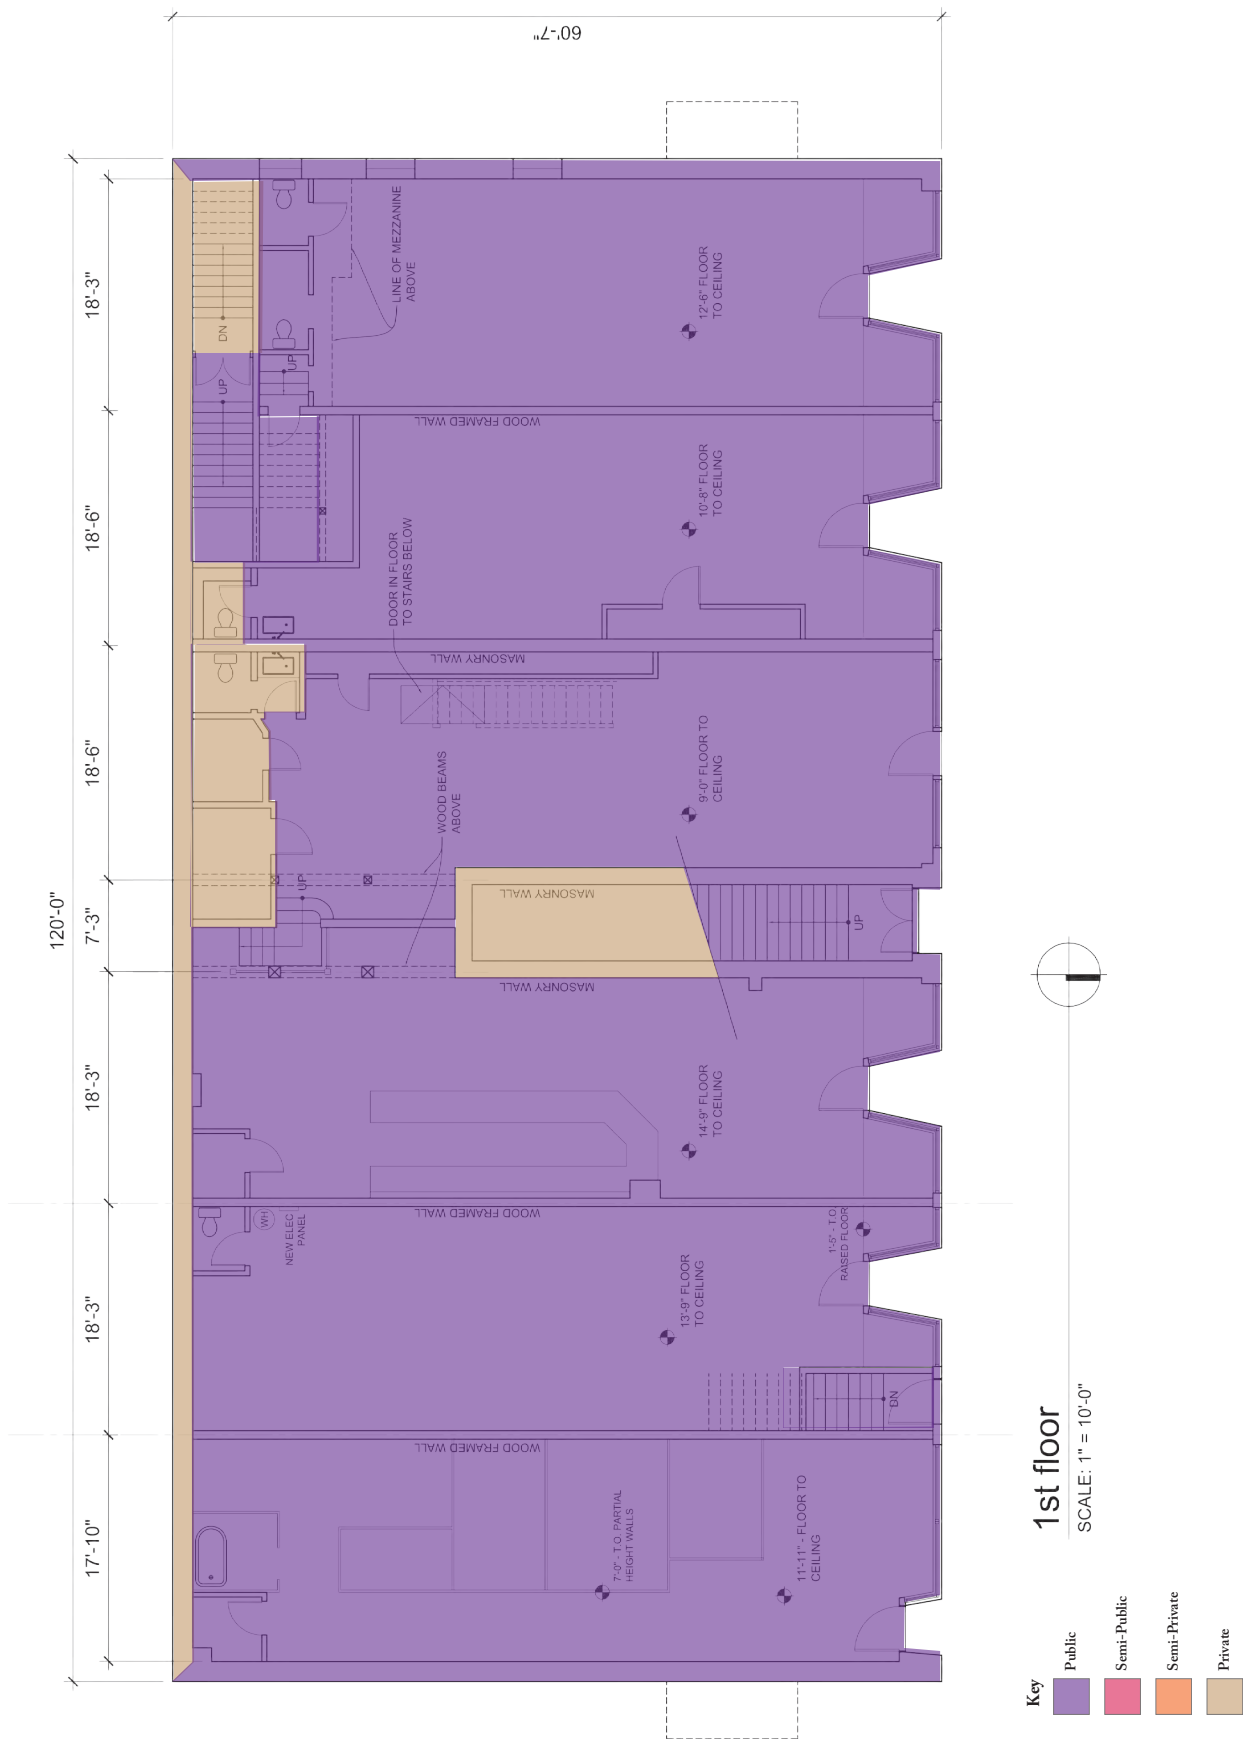 60'-7"
120'-0"
18'-3"
18'-6"
18'-6"
7'-3"
18'-3"
18'-3"
17'-10"
DN
UP
UP
LINE OF MEZZANINE
ABOVE
12'-6" FLOOR
TO CEILING
WOOD FRAMED WALL
10'-8" FLOOR
TO CEILING
DOOR IN FLOOR
TO STAIRS BELOW
MASONRY WALL
WOOD BEAMS
ABOVE
9'-0" FLOOR TO
CEILING
UP
MASONRY WALL
UP
MASONRY WALL
14'-9" FLOOR
TO CEILING
WOOD FRAMED WALL
WH
NEW ELEC
PANEL
1'-5" - T.O.
RAISED FLOOR
13'-9" FLOOR
TO CEILING
DN
WOOD FRAMED WALL
7'-0" - T.O. PARTIAL
HEIGHT WALLS
11'-11" - FLOOR TO
CEILING
1st floor
SCALE: 1" = 10'-0"
Key
Public
Semi-Public
Semi-Private
Private